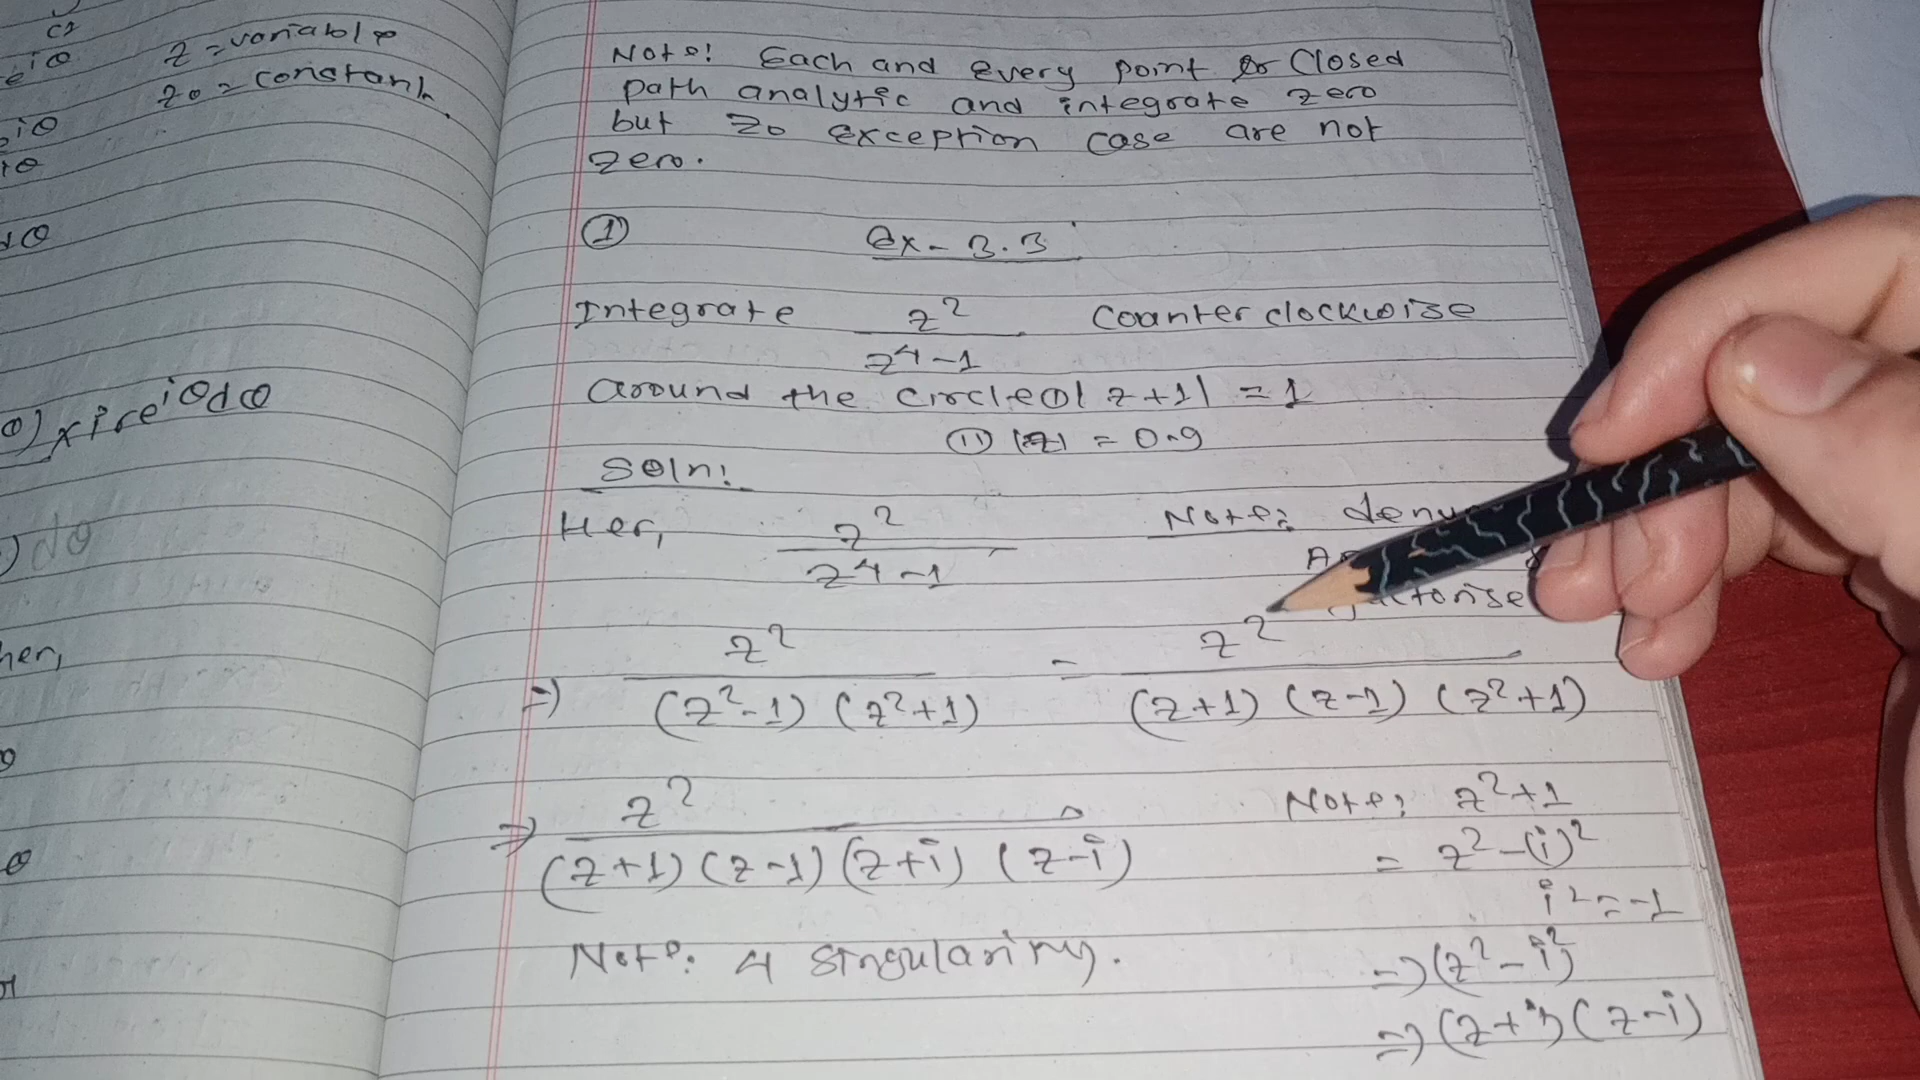 z = variable
z0 = constant
Note! Each and every point or Closed
path analytic and integrate zero
but z0 exception case are not
zero.
① ex - 3.3
Integrate z² / z⁴-1 Counter clockwise
around the circle ① |z+1| = 1
⑪ |z| = 0.9
Soln!
Her, z² / z⁴-1
Note:
factorise
=) z² / (z²-1) (z²+1) = z² / (z+1) (z-1) (z²+1)
=> z² / (z+1) (z-1) (z+i) (z-i)
Note: z²+1
= z² - (i)²
i² = -1
Note: 4 singularity.
=) (z² - i²)
=) (z+i) (z-i)